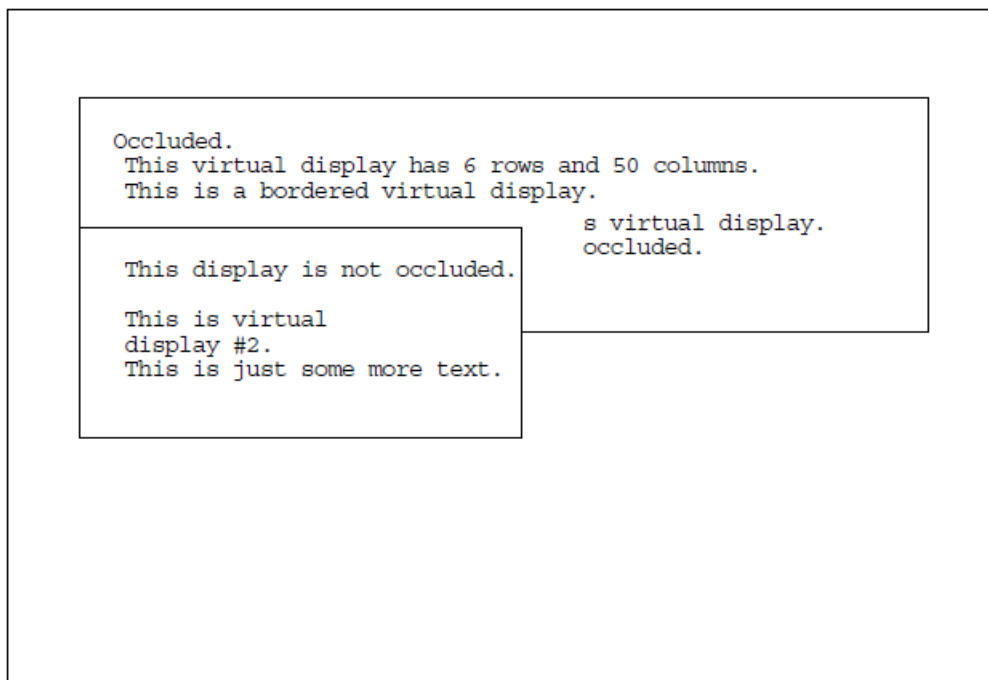 Occluded.
This virtual display has 6 rows and 50 columns.
This is a bordered virtual display.
s virtual display.
occluded.
This display is not occluded.
This is virtual
display #2.
This is just some more text.